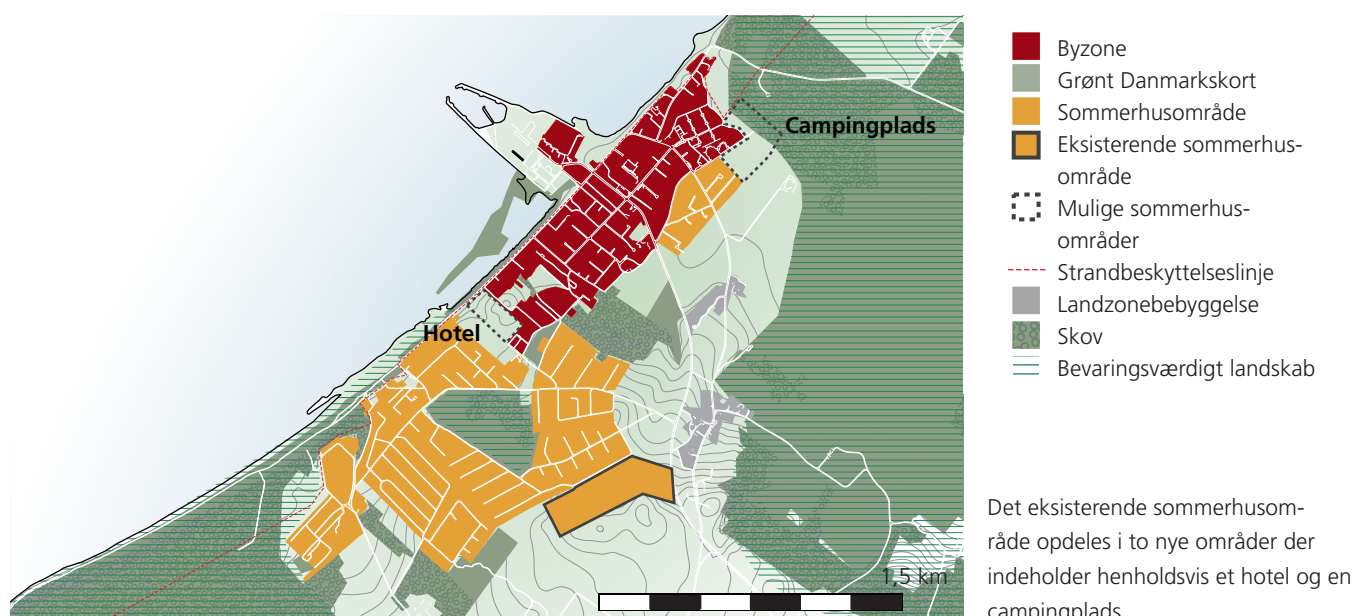 Campingplads
Hotel
1,5 km
Byzone
Grønt Danmarkskort
Sommerhusområde
Eksisterende sommerhus-
område
Mulige sommerhus-
områder
Strandbeskyttelseslinje
Landzonebebyggelse
Skov
Bevaringsværdigt landskab
Det eksisterende sommerhusom-
råde opdeles i to nye områder der
indeholder henholdsvis et hotel og en
campingplads